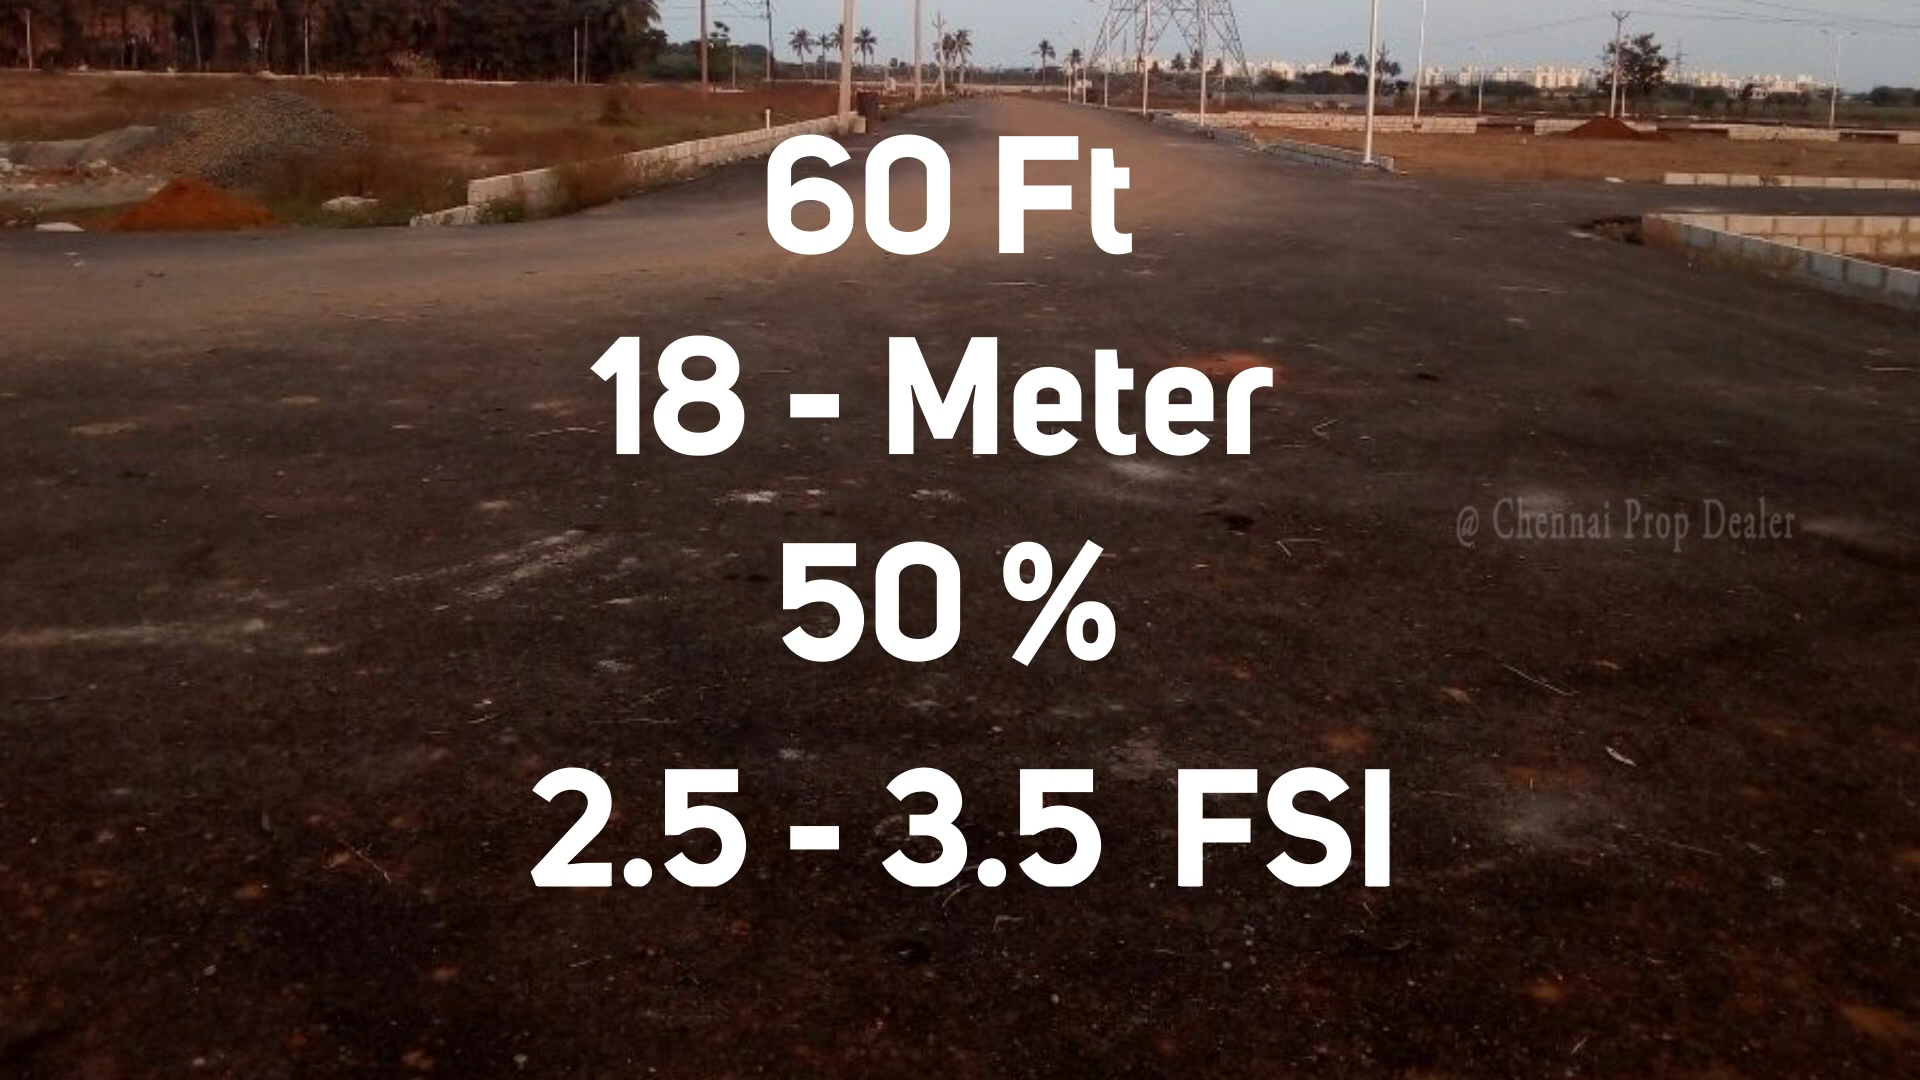 60 Ft
18 - Meter
50 %
@ Chennai Prop Dealer
2.5 - 3.5 FSI